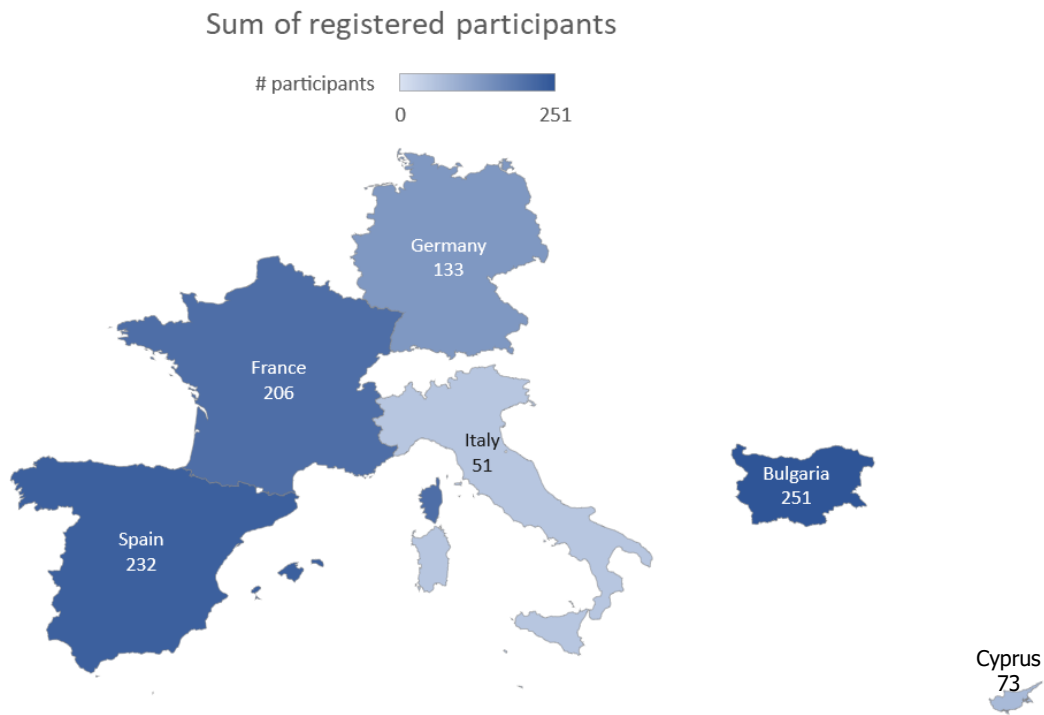 Sum of registered participants
# participants
0
251
Germany
133
France
206
Italy
51
Bulgaria
251
Spain
232
Cyprus
73